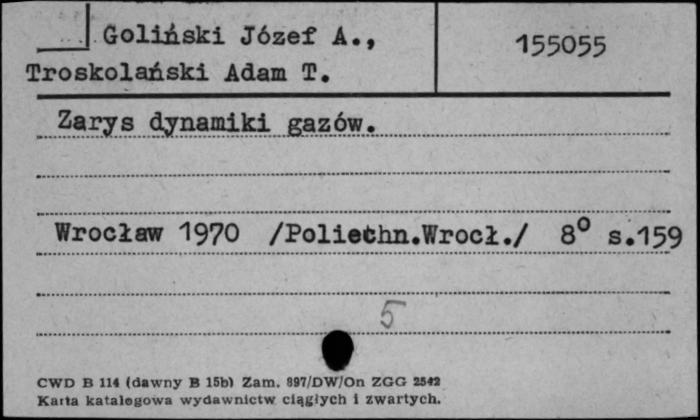 Goliński Józef A.,
155055
Troskolański Adam T.
Zarys dynamiki gazów.
Wrocław 1970 /Poliechn.Wrocł./ 8° s.159
5
CWD B 114 (dawny B 15b) Zam. 897/DW/On ZGG 2542
Karta katalogowa wydawnictw ciągłych i zwartych.